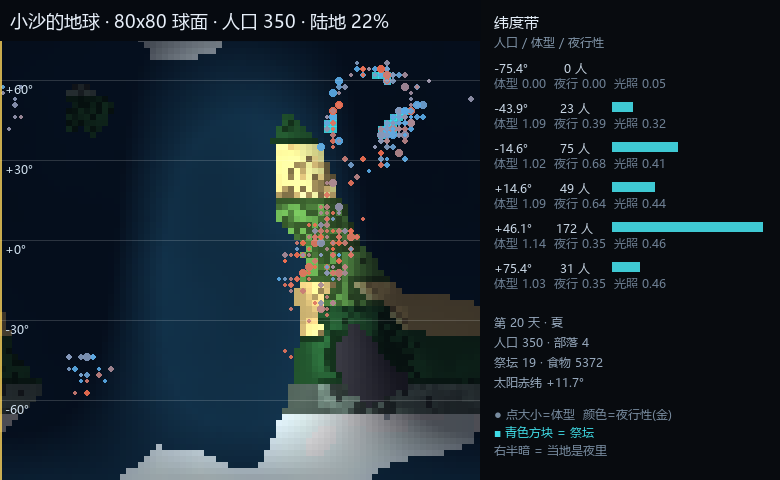 小沙的地球 · 80x80 球面 · 人口 350 · 陆地 22%
+60°
+30°
+0°
-30°
-60°
纬度带
人口 / 体型 / 夜行性
-75.4° 0 人
体型 0.00 夜行 0.00 光照 0.05
-43.9° 23 人
体型 1.09 夜行 0.39 光照 0.32
-14.6° 75 人
体型 1.02 夜行 0.68 光照 0.41
+14.6° 49 人
体型 1.09 夜行 0.64 光照 0.44
+46.1° 172 人
体型 1.14 夜行 0.35 光照 0.46
+75.4° 31 人
体型 1.03 夜行 0.35 光照 0.46
第 20 天 · 夏
人口 350 · 部落 4
祭坛 19 · 食物 5372
太阳赤纬 +11.7°
● 点大小=体型 颜色=夜行性(金)
■ 青色方块 = 祭坛
右半暗 = 当地是夜里